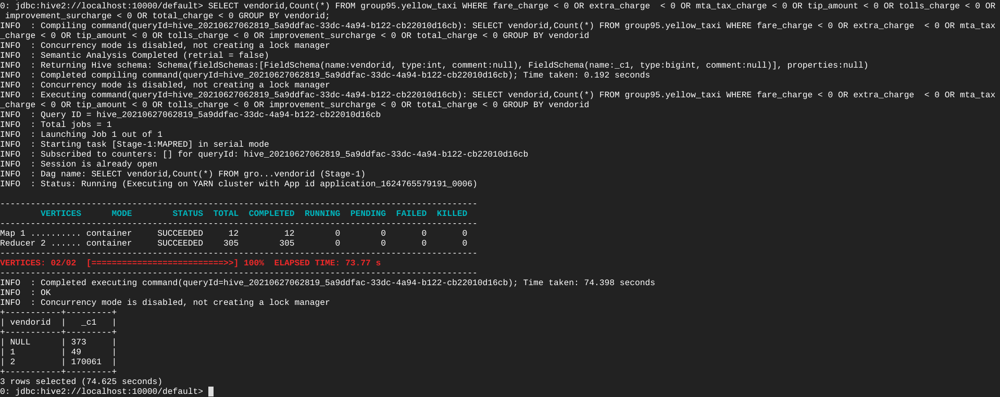 0: jdbc:hive2://localhost:10000/default> SELECT vendorid,Count(*) FROM group95.yellow_taxi WHERE fare_charge < 0 OR extra_charge  < 0 OR mta_tax_charge < 0 OR tip_amount < 0 OR tolls_charge < 0 OR
 improvement_surcharge < 0 OR total_charge < 0 GROUP BY vendorid;
INFO  : Compiling command(queryId=hive_20210627062819_5a9ddfac-33dc-4a94-b122-cb22010d16cb): SELECT vendorid,Count(*) FROM group95.yellow_taxi WHERE fare_charge < 0 OR extra_charge  < 0 OR mta_tax
_charge < 0 OR tip_amount < 0 OR tolls_charge < 0 OR improvement_surcharge < 0 OR total_charge < 0 GROUP BY vendorid
INFO  : Concurrency mode is disabled, not creating a lock manager
INFO  : Semantic Analysis Completed (retrial = false)
INFO  : Returning Hive schema: Schema(fieldSchemas:[FieldSchema(name:vendorid, type:int, comment:null), FieldSchema(name:_c1, type:bigint, comment:null)], properties:null)
INFO  : Completed compiling command(queryId=hive_20210627062819_5a9ddfac-33dc-4a94-b122-cb22010d16cb); Time taken: 0.192 seconds
INFO  : Concurrency mode is disabled, not creating a lock manager
INFO  : Executing command(queryId=hive_20210627062819_5a9ddfac-33dc-4a94-b122-cb22010d16cb): SELECT vendorid,Count(*) FROM group95.yellow_taxi WHERE fare_charge < 0 OR extra_charge  < 0 OR mta_tax
_charge < 0 OR tip_amount < 0 OR tolls_charge < 0 OR improvement_surcharge < 0 OR total_charge < 0 GROUP BY vendorid
INFO  : Query ID = hive_20210627062819_5a9ddfac-33dc-4a94-b122-cb22010d16cb
INFO  : Total jobs = 1
INFO  : Launching Job 1 out of 1
INFO  : Starting task [Stage-1:MAPRED] in serial mode
INFO  : Subscribed to counters: [] for queryId: hive_20210627062819_5a9ddfac-33dc-4a94-b122-cb22010d16cb
INFO  : Session is already open
INFO  : Dag name: SELECT vendorid,Count(*) FROM gro...vendorid (Stage-1)
INFO  : Status: Running (Executing on YARN cluster with App id application_1624765579191_0006)

----------------------------------------------------------------------------------------------
        VERTICES      MODE        STATUS  TOTAL  COMPLETED  RUNNING  PENDING  FAILED  KILLED
----------------------------------------------------------------------------------------------
Map 1 .......... container     SUCCEEDED     12         12        0        0       0       0
Reducer 2 ...... container     SUCCEEDED    305        305        0        0       0       0
----------------------------------------------------------------------------------------------
VERTICES: 02/02  [==========================>>] 100%  ELAPSED TIME: 73.77 s
----------------------------------------------------------------------------------------------
INFO  : Completed executing command(queryId=hive_20210627062819_5a9ddfac-33dc-4a94-b122-cb22010d16cb); Time taken: 74.398 seconds
INFO  : OK
INFO  : Concurrency mode is disabled, not creating a lock manager
+-----------+---------+
| vendorid  |   _c1   |
+-----------+---------+
| NULL      | 373     |
| 1         | 49      |
| 2         | 170061  |
+-----------+---------+
3 rows selected (74.625 seconds)
0: jdbc:hive2://localhost:10000/default>